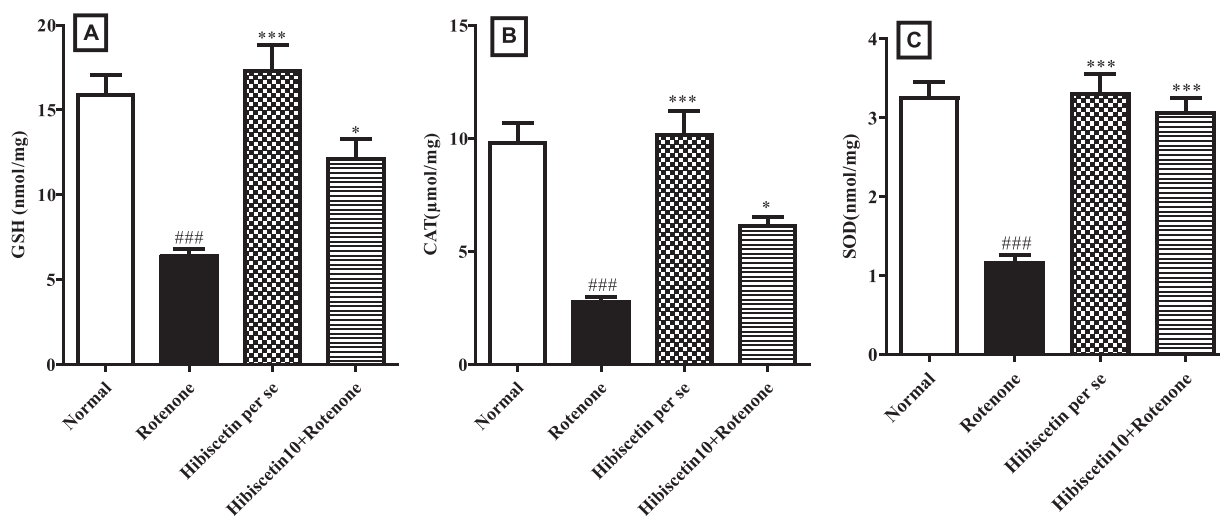 A
GSH (nmol/mg)
20
15
10
5
0
###
***
*
Normal
Rotenone
Hibiscetin per se
Hibiscetin10+Rotenone
B
CAT(µmol/mg)
15
10
5
0
###
***
*
Normal
Rotenone
Hibiscetin per se
Hibiscetin10+Rotenone
C
SOD(nmol/mg)
4
3
2
1
0
###
***
***
Normal
Rotenone
Hibiscetin per se
Hibiscetin10+Rotenone